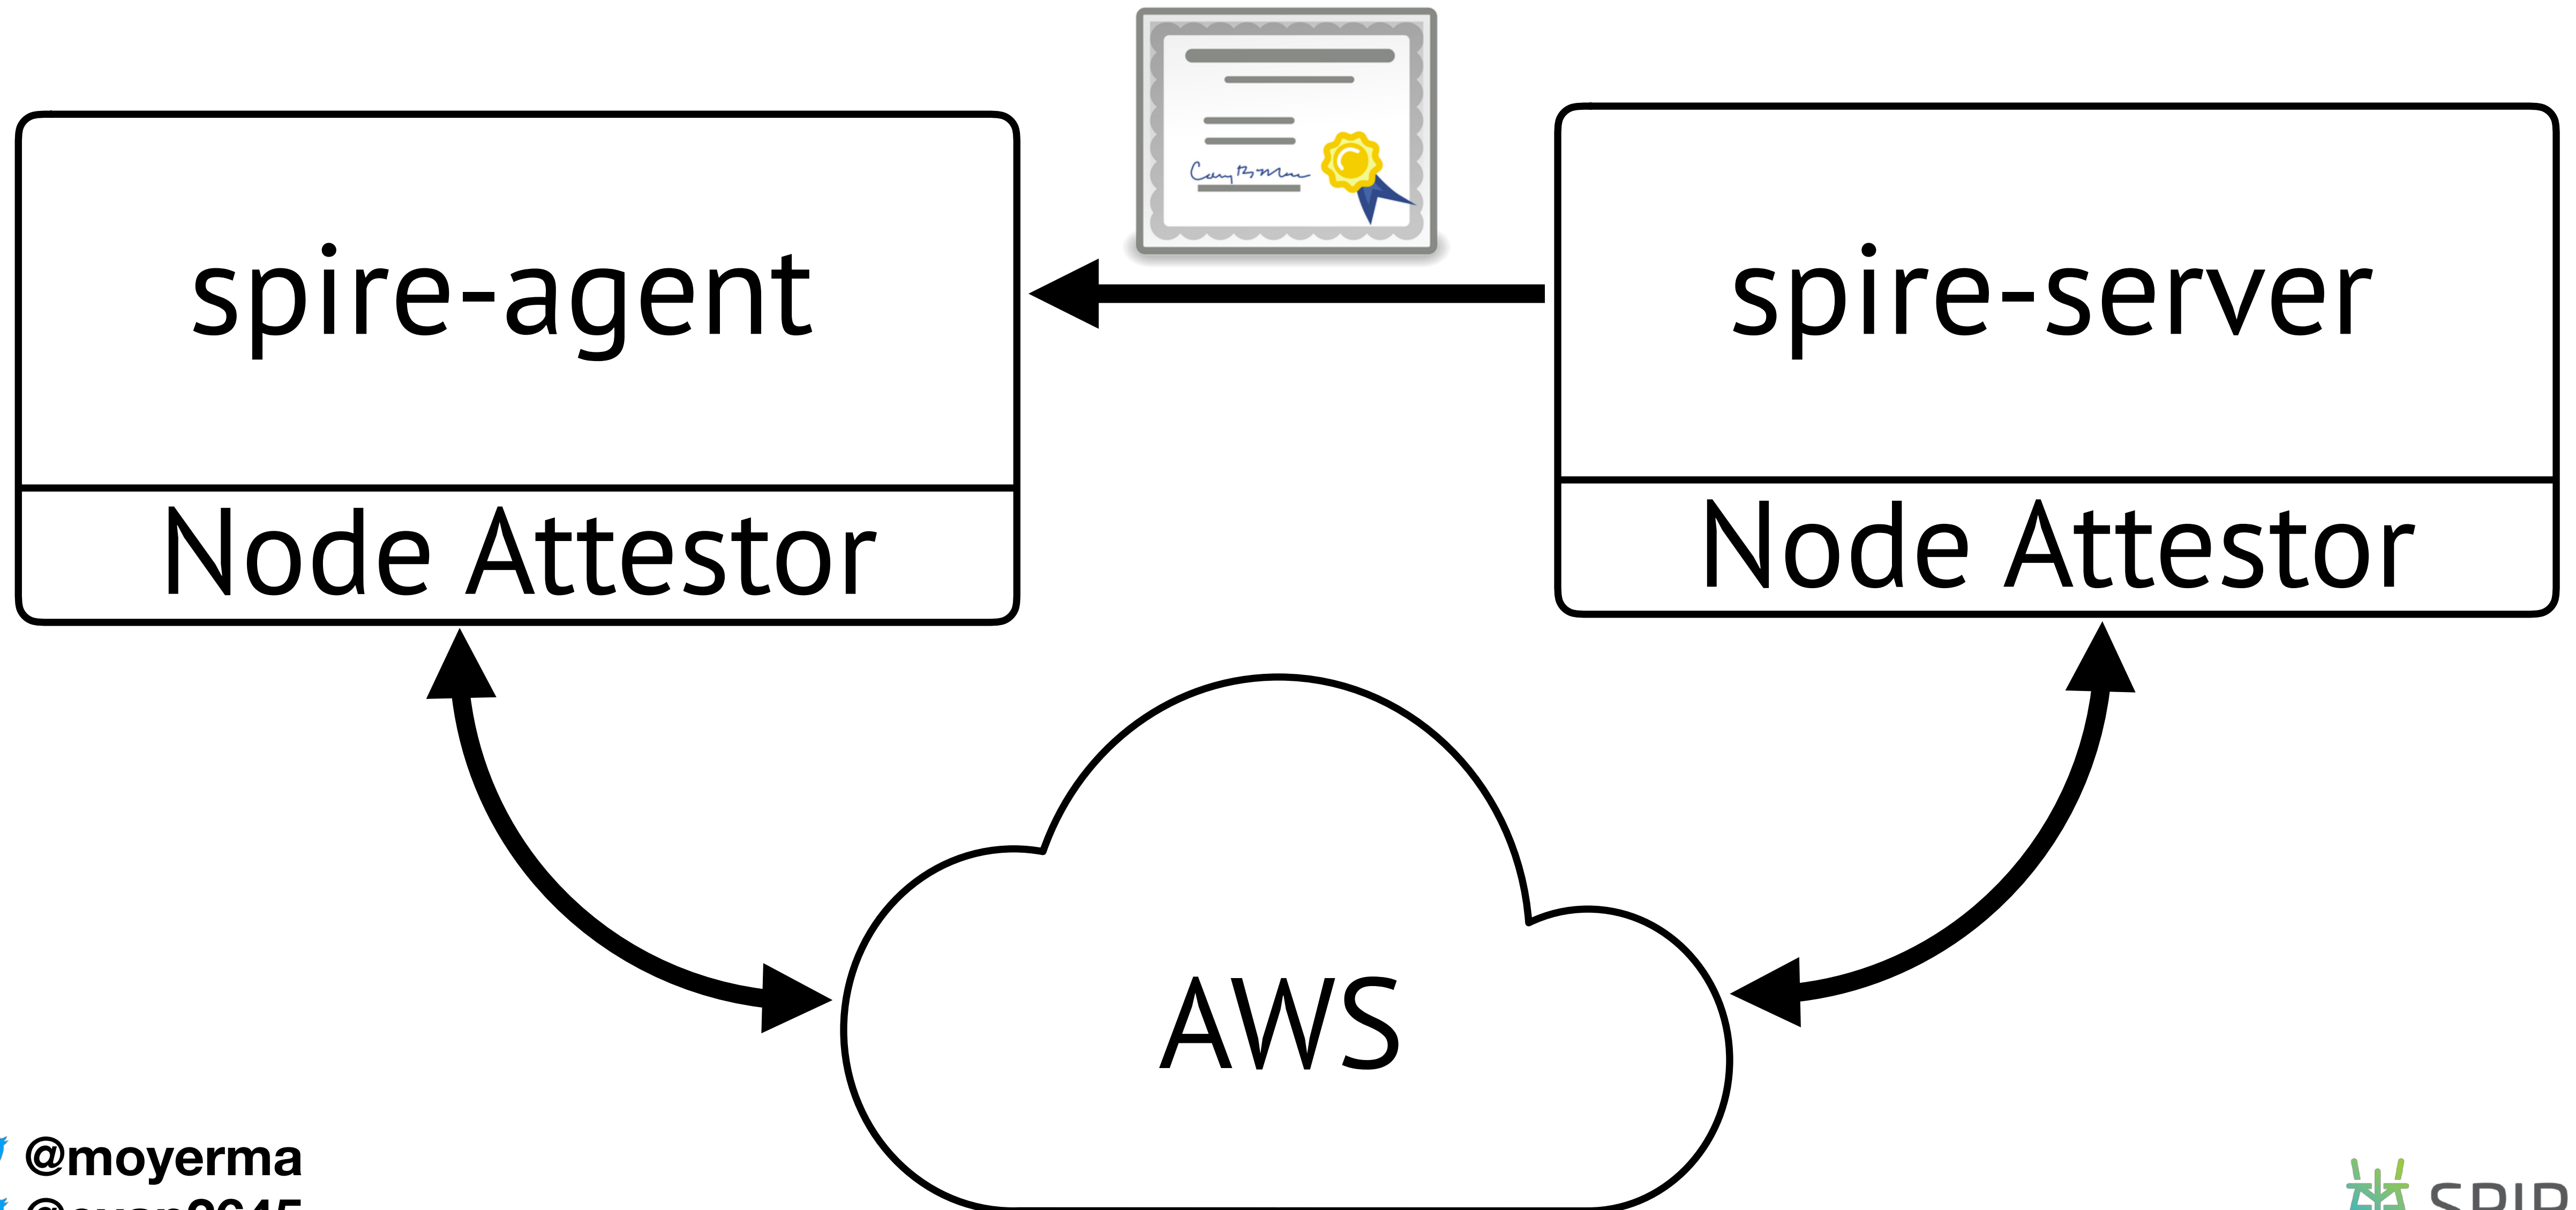 spire-agent
Node Attestor
spire-server
Node Attestor
AWS
@moyerma